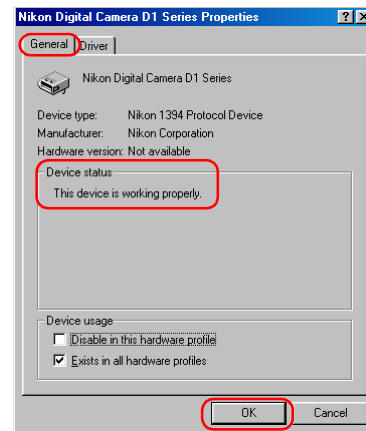 Nikon Digital Camera D1 Series Properties
General Driver
Nikon Digital Camera D1 Series
Device type: Nikon 1394 Protocol Device
Manufacturer: Nikon Corporation
Hardware version: Not available
Device status
This device is working properly.
Device usage
Disable in this hardware profile
Exists in all hardware profiles
OK Cancel